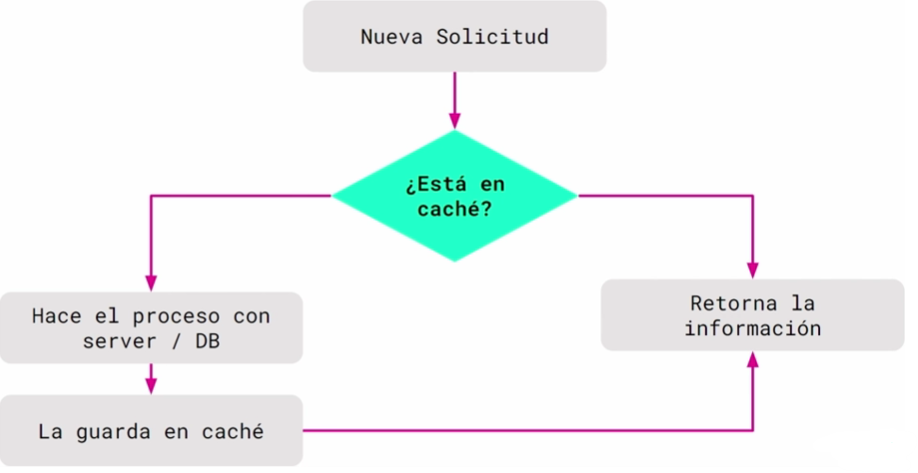 Nueva Solicitud
¿Está en
caché?
Hace el proceso con
server / DB
Retorna la
información
La guarda en caché